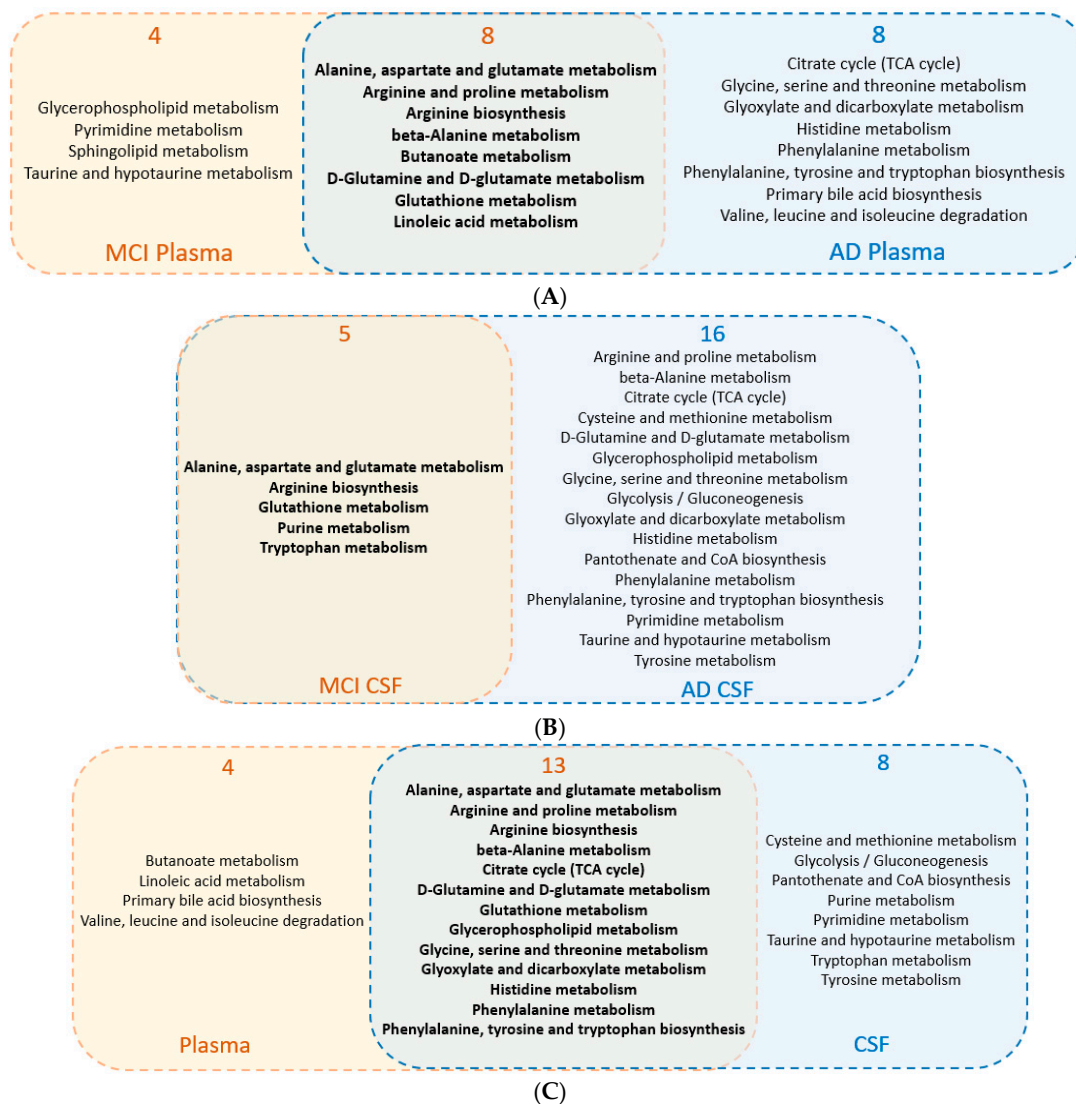 4
8
8
Glycerophospholipid metabolism
Pyrimidine metabolism
Sphingolipid metabolism
Taurine and hypotaurine metabolism
MCI Plasma
Alanine, aspartate and glutamate metabolism
Arginine and proline metabolism
Arginine biosynthesis
beta-Alanine metabolism
Butanoate metabolism
D-Glutamine and D-glutamate metabolism
Glutathione metabolism
Linoleic acid metabolism
Citrate cycle (TCA cycle)
Glycine, serine and threonine metabolism
Glyoxylate and dicarboxylate metabolism
Histidine metabolism
Phenylalanine metabolism
Phenylalanine, tyrosine and tryptophan biosynthesis
Primary bile acid biosynthesis
Valine, leucine and isoleucine degradation
AD Plasma
(A)
5
16
Alanine, aspartate and glutamate metabolism
Arginine biosynthesis
Glutathione metabolism
Purine metabolism
Tryptophan metabolism
MCI CSF
Arginine and proline metabolism
beta-Alanine metabolism
Citrate cycle (TCA cycle)
Cysteine and methionine metabolism
D-Glutamine and D-glutamate metabolism
Glycerophospholipid metabolism
Glycine, serine and threonine metabolism
Glycolysis / Gluconeogenesis
Glyoxylate and dicarboxylate metabolism
Histidine metabolism
Pantothenate and CoA biosynthesis
Phenylalanine metabolism
Phenylalanine, tyrosine and tryptophan biosynthesis
Pyrimidine metabolism
Taurine and hypotaurine metabolism
Tyrosine metabolism
AD CSF
(B)
4
13
8
Butanoate metabolism
Linoleic acid metabolism
Primary bile acid biosynthesis
Valine, leucine and isoleucine degradation
Plasma
Alanine, aspartate and glutamate metabolism
Arginine and proline metabolism
Arginine biosynthesis
beta-Alanine metabolism
Citrate cycle (TCA cycle)
D-Glutamine and D-glutamate metabolism
Glutathione metabolism
Glycerophospholipid metabolism
Glycine, serine and threonine metabolism
Glyoxylate and dicarboxylate metabolism
Histidine metabolism
Phenylalanine metabolism
Phenylalanine, tyrosine and tryptophan biosynthesis
Cysteine and methionine metabolism
Glycolysis / Gluconeogenesis
Pantothenate and CoA biosynthesis
Purine metabolism
Pyrimidine metabolism
Taurine and hypotaurine metabolism
Tryptophan metabolism
Tyrosine metabolism
CSF
(C)